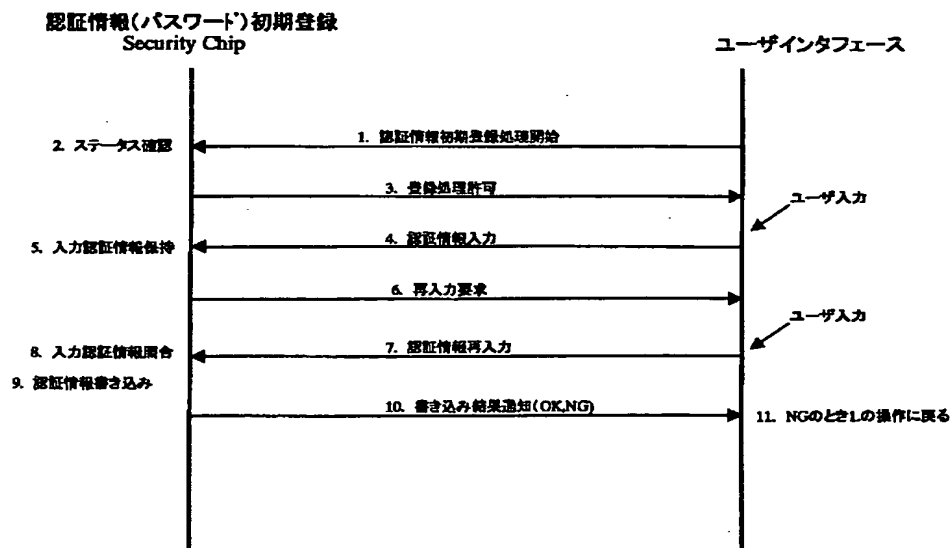 認証情報(パスワード)初期登録
Security Chip
ユーザインタフェース
1. 認証情報初期登録処理開始
2. ステータス確認
3. 登録処理許可
ユーザ入力
4. 認証情報入力
5. 入力認証情報保持
6. 再入力要求
ユーザ入力
7. 認証情報再入力
8. 入力認証情報照合
9. 認証情報書き込み
10. 書き込み結果通知(OK,NG)
11. NGのとき1.の操作に戻る